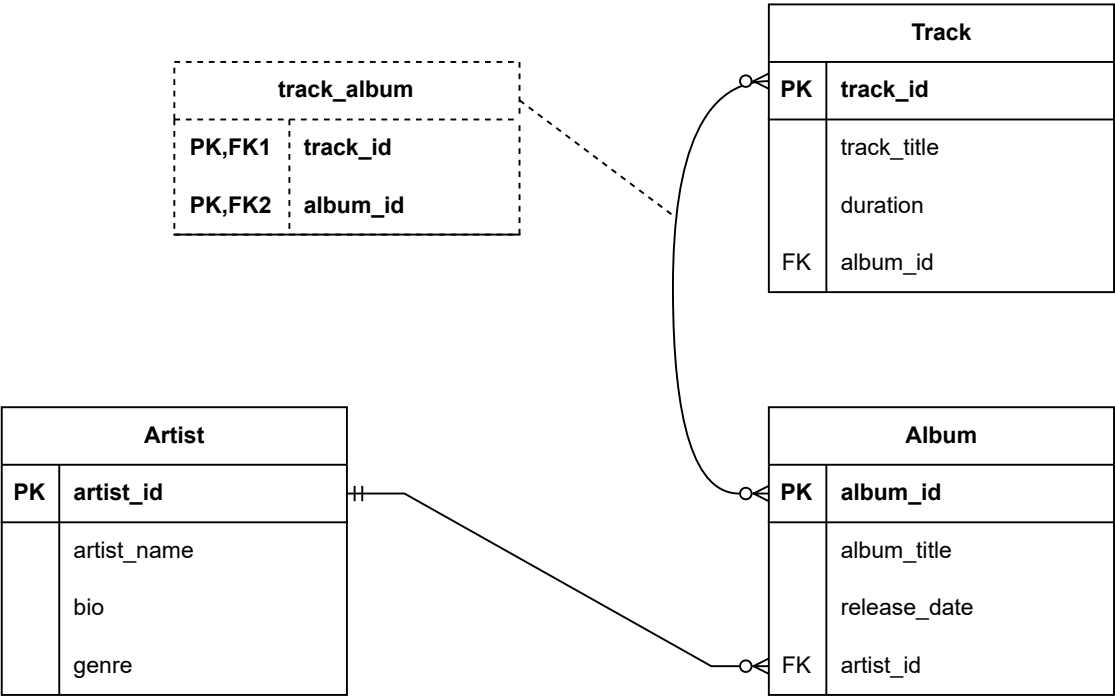 Track
PK track_id
track_title
duration
FK album_id
track_album
PK,FK1 track_id
PK,FK2 album_id
Artist
PK artist_id
artist_name
bio
genre
Album
PK album_id
album_title
release_date
FK artist_id